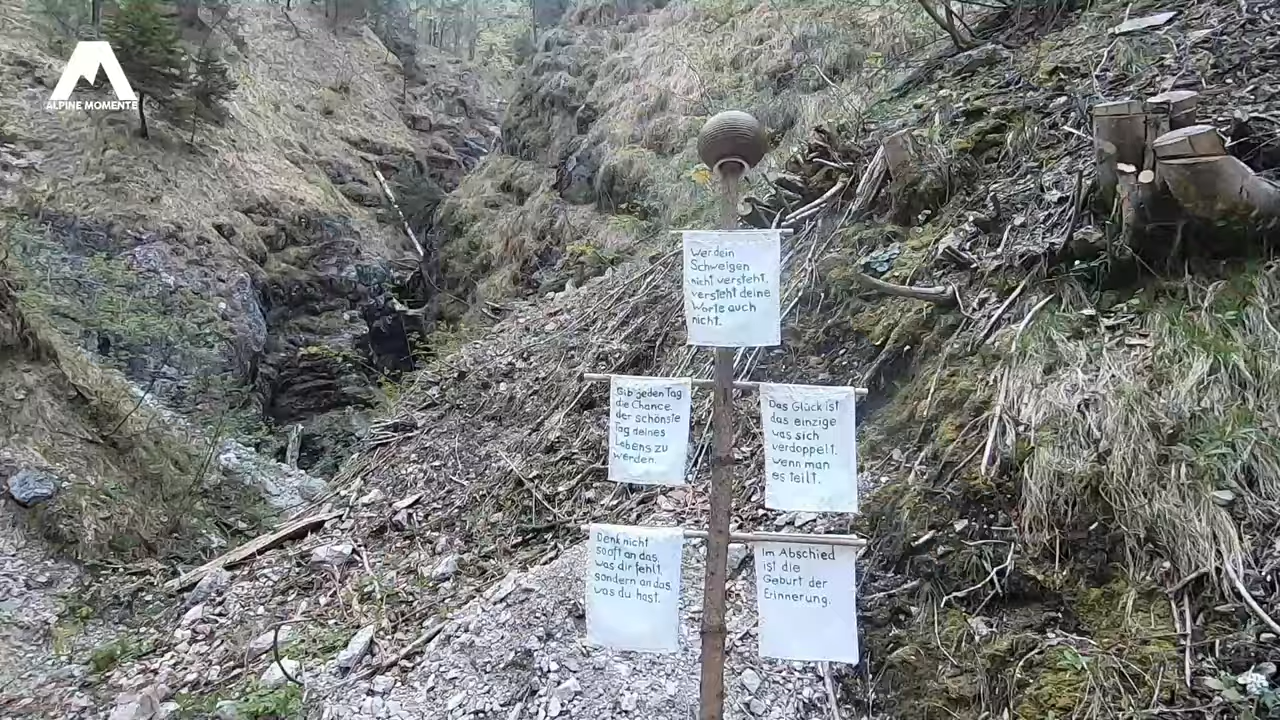 ALPINE MOMENTE
Wer dein
Schweigen
nicht versteht,
versteht deine
Worte auch
nicht.
Gib jeden Tag
die Chance,
der schönste
Tag deines
Lebens zu
werden.
Das Glück ist
das einzige
was sich
verdoppelt,
wenn man
es teilt.
Denk nicht
so oft an das,
was dir fehlt,
sondern an das,
was du hast.
Im Abschied
ist die
Geburt der
Erinnerung.